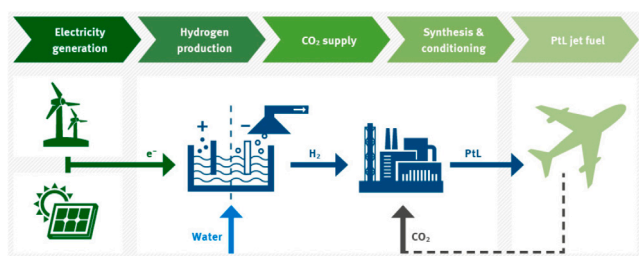 Electricity
generation
Hydrogen
production
CO₂ supply
Synthesis &
conditioning
PtL jet fuel
+
−
e⁻
H₂
PtL
Water
CO₂